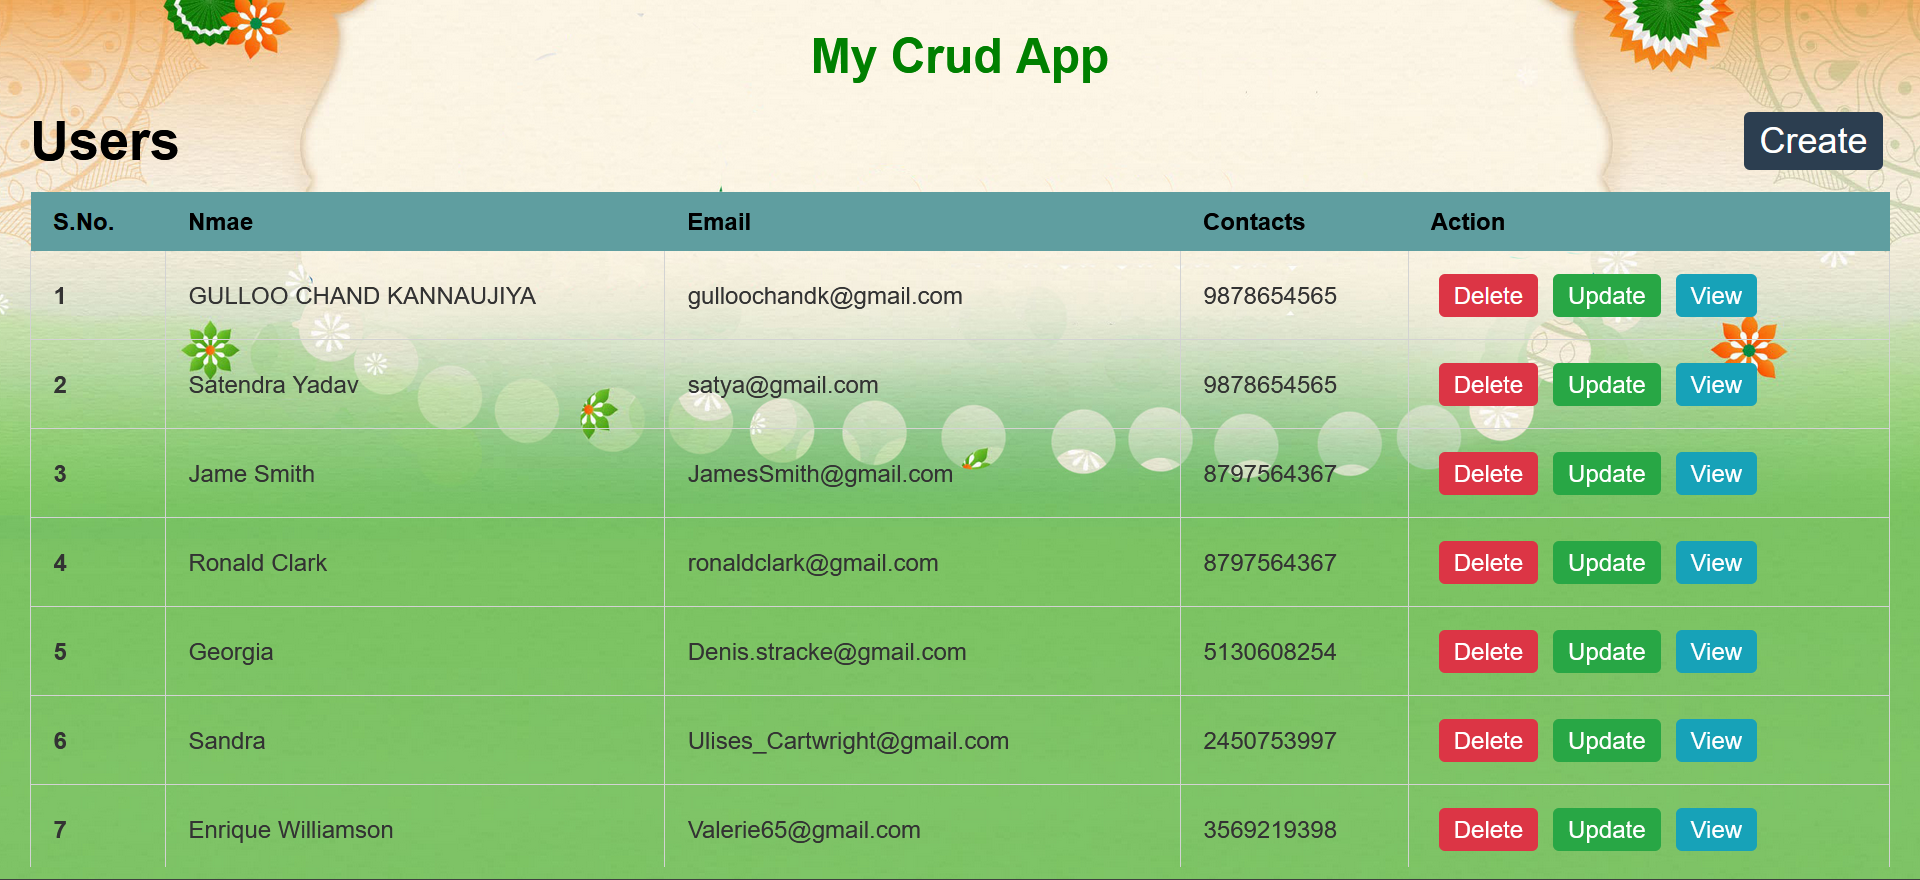 My Crud App
Users
Create
S.No. Nmae Email Contacts Action
1 GULLOO CHAND KANNAUJIYA gulloochandk@gmail.com 9878654565 Delete Update View
2 Satendra Yadav satya@gmail.com 9878654565 Delete Update View
3 Jame Smith JamesSmith@gmail.com 8797564367 Delete Update View
4 Ronald Clark ronaldclark@gmail.com 8797564367 Delete Update View
5 Georgia Denis.stracke@gmail.com 5130608254 Delete Update View
6 Sandra Ulises_Cartwright@gmail.com 2450753997 Delete Update View
7 Enrique Williamson Valerie65@gmail.com 3569219398 Delete Update View